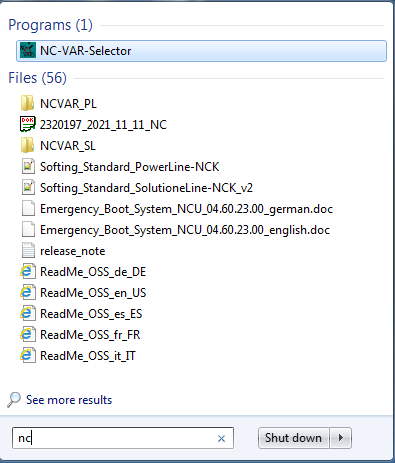 Programs (1)
NC-VAR-Selector
Files (56)
NCVAR_PL
2320197_2021_11_11_NC
NCVAR_SL
Softing_Standard_PowerLine-NCK
Softing_Standard_SolutioneLine-NCK_v2
Emergency_Boot_System_NCU_04.60.23.00_german.doc
Emergency_Boot_System_NCU_04.60.23.00_english.doc
release_note
ReadMe_OSS_de_DE
ReadMe_OSS_en_US
ReadMe_OSS_es_ES
ReadMe_OSS_fr_FR
ReadMe_OSS_it_IT
See more results
nc
Shut down